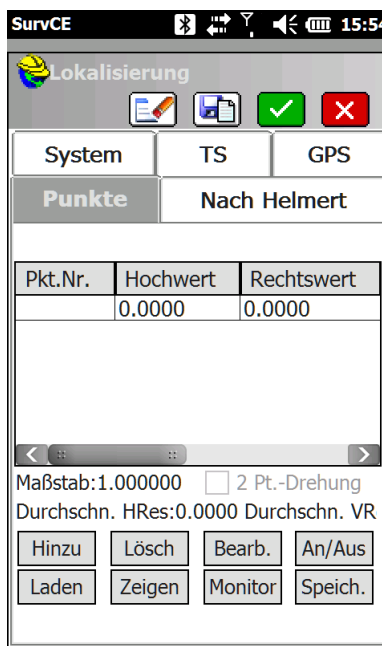 SurvCE 15:54
Lokalisierung
System TS GPS
Punkte Nach Helmert
Pkt.Nr. Hochwert Rechtswert
0.0000 0.0000
Maßstab:1.000000 2 Pt.-Drehung
Durchschn. HRes:0.0000 Durchschn. VR
Hinzu Lösch Bearb. An/Aus
Laden Zeigen Monitor Speich.